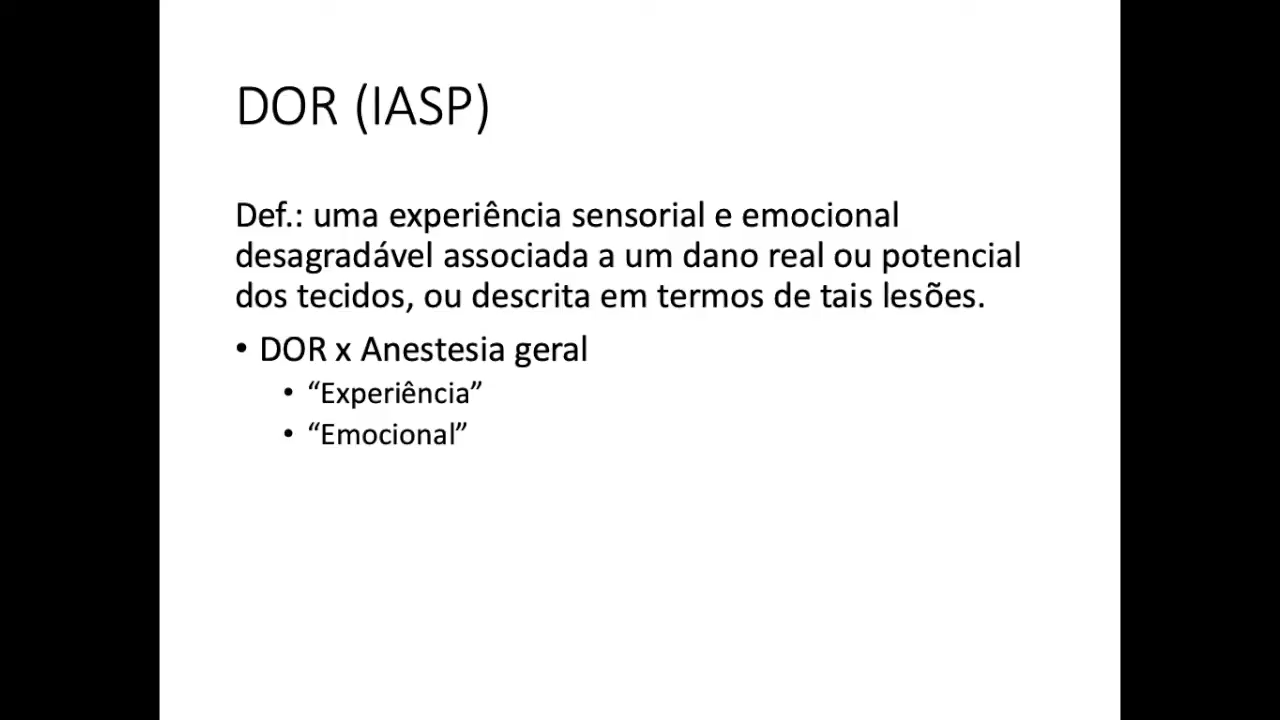 DOR (IASP)
Def.: uma experiência sensorial e emocional
desagradável associada a um dano real ou potencial
dos tecidos, ou descrita em termos de tais lesões.
• DOR x Anestesia geral
• “Experiência”
• “Emocional”